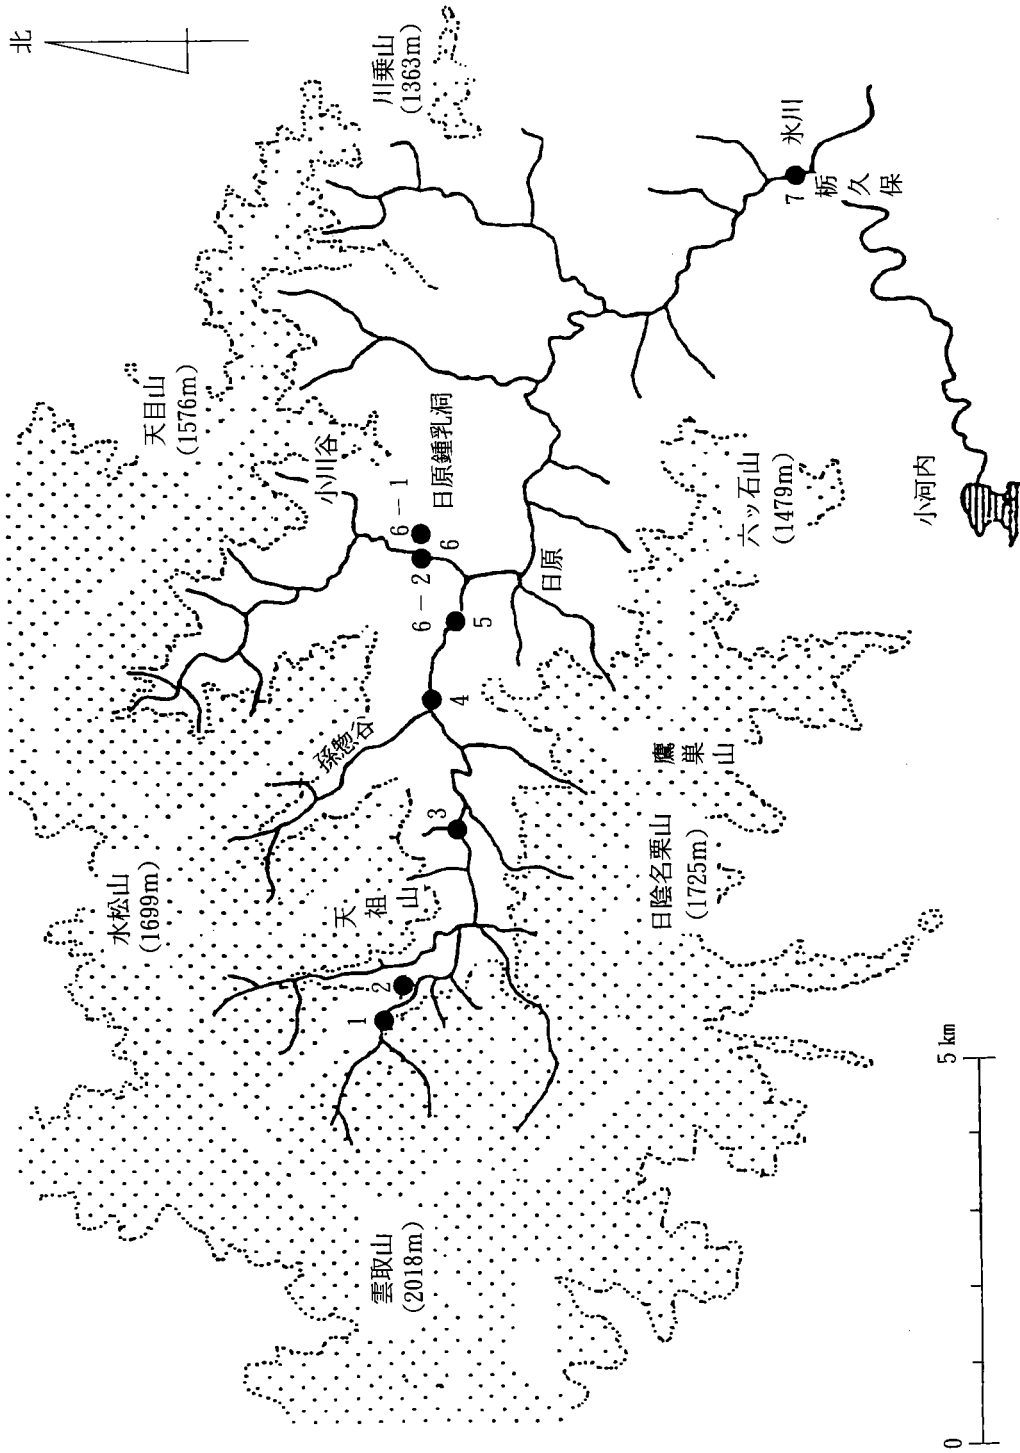 北
川乗山
(1363m)
天目山
(1576m)
小川谷
日原鍾乳洞
6-1
6-2
6
5
4
3
2
1
7
氷川
栃久保
日原
孫惣谷
六ッ石山
(1479m)
小河内
鷹巣山
水松山
(1699m)
天祖山
日陰名栗山
(1725m)
雲取山
(2018m)
0
5km